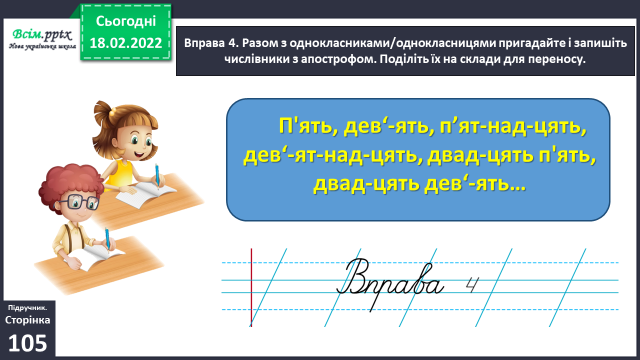 Всім.pptx
Нова українська школа
Сьогодні
18.02.2022
Вправа 4. Разом з однокласниками/однокласницями пригадайте і запишіть
числівники з апострофом. Поділіть їх на склади для переносу.
П'ять, дев‘-ять, п’ят-над-цять,
дев‘-ят-над-цять, двад-цять п'ять,
двад-цять дев‘-ять...
Вправа 4
Підручник.
Сторінка
105